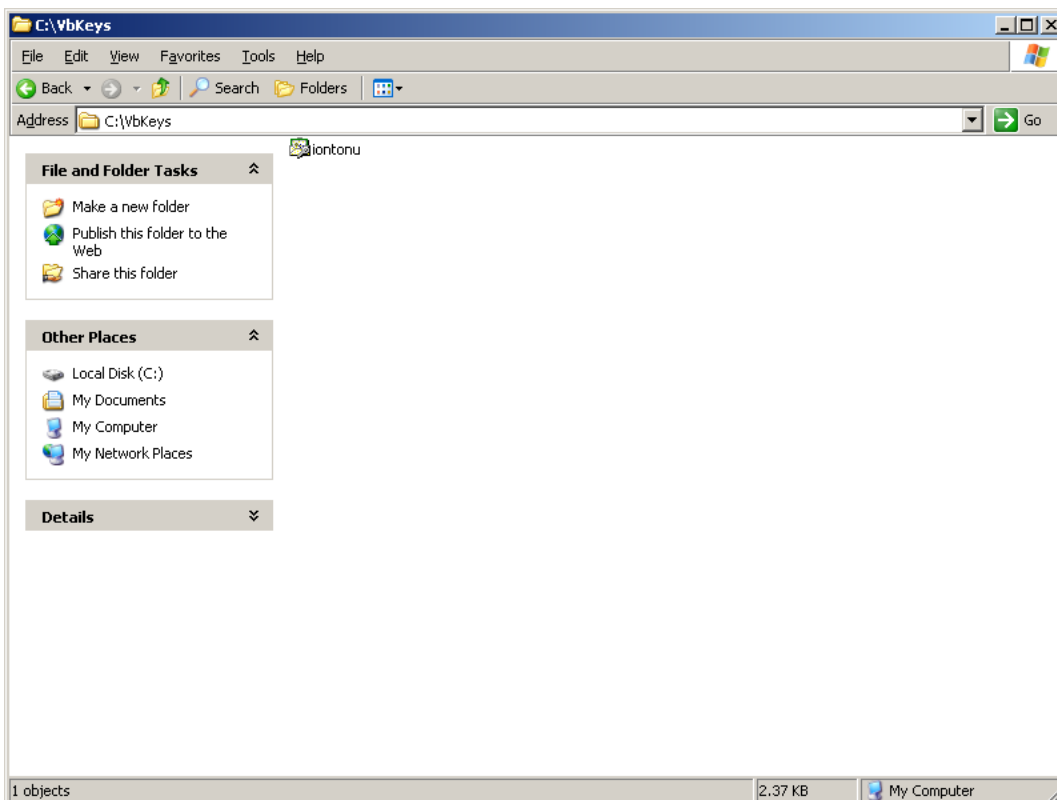 C:\VbKeys
File Edit View Favorites Tools Help
Back Search Folders
Address C:\VbKeys Go
iontonu
File and Folder Tasks
Make a new folder
Publish this folder to the
Web
Share this folder
Other Places
Local Disk (C:)
My Documents
My Computer
My Network Places
Details
1 objects 2.37 KB My Computer